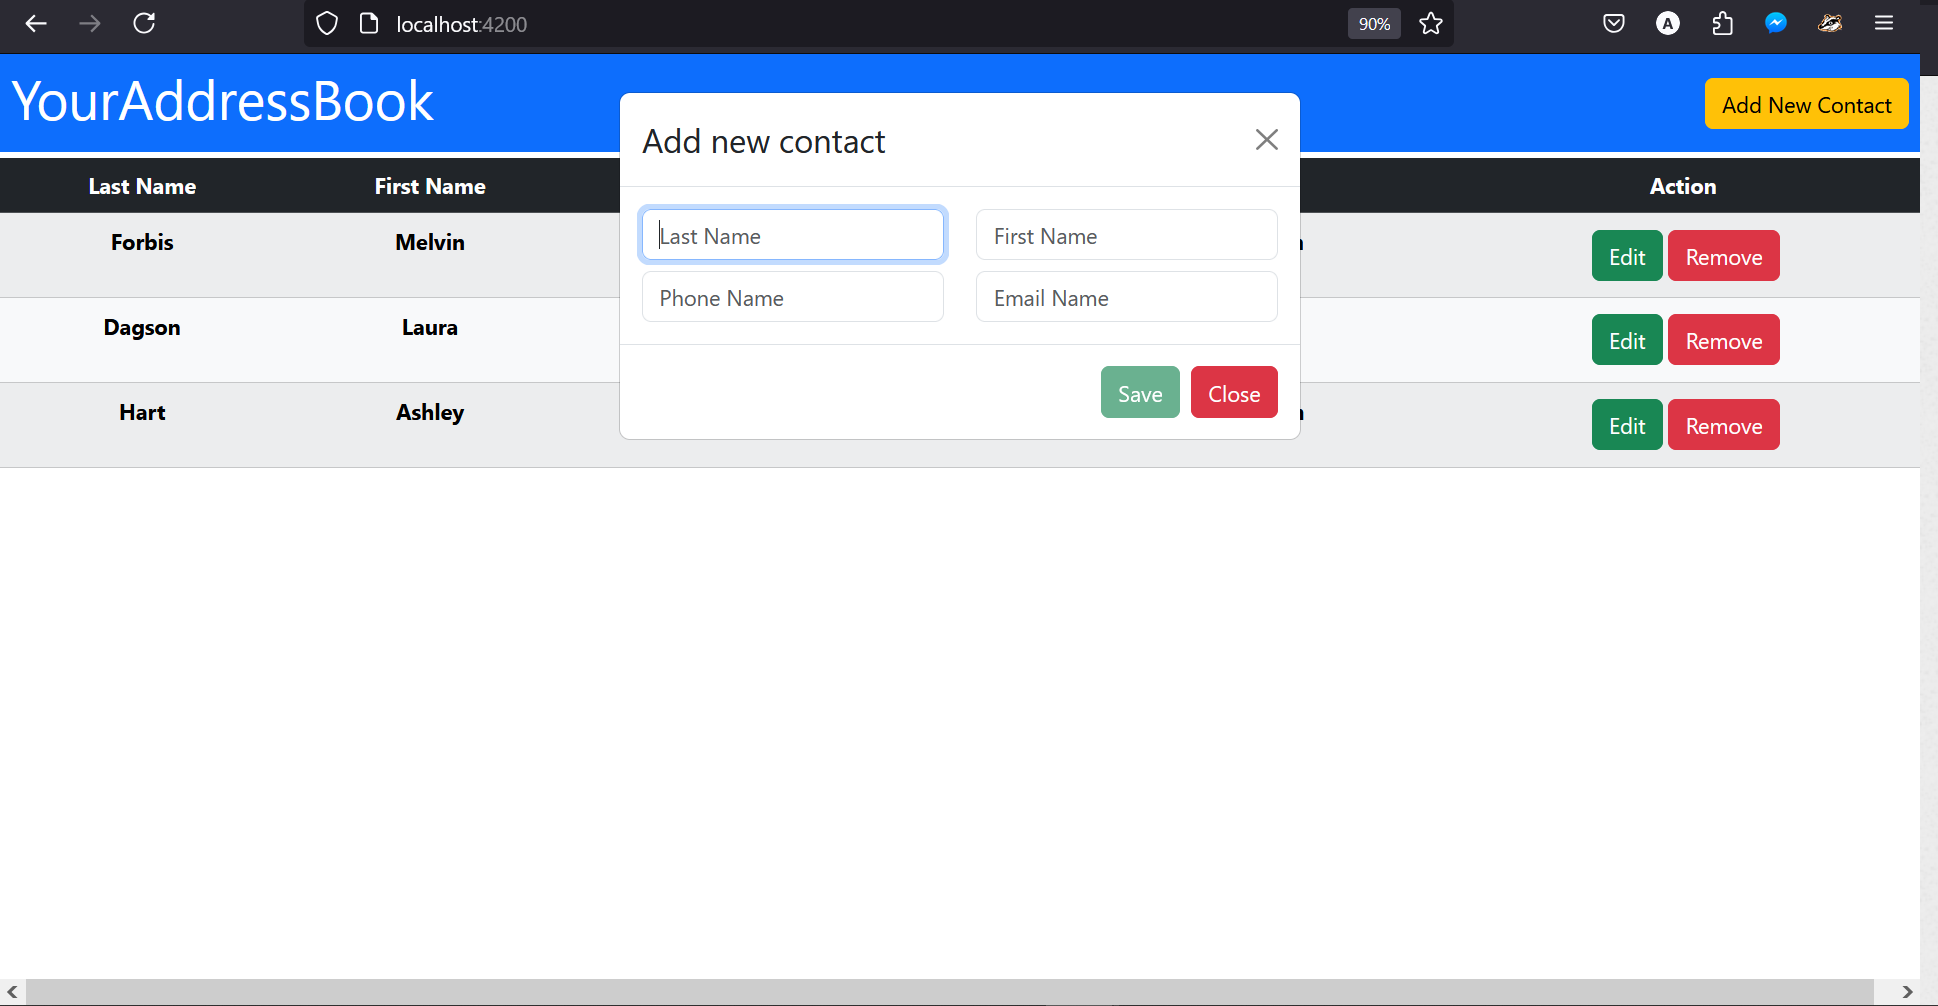 localhost:4200
90%
YourAddressBook
Add New Contact
Add new contact
Last Name
First Name
Action
Last Name
First Name
Forbis
Melvin
Edit
Remove
Phone Name
Email Name
Dagson
Laura
Edit
Remove
Save
Close
Hart
Ashley
Edit
Remove